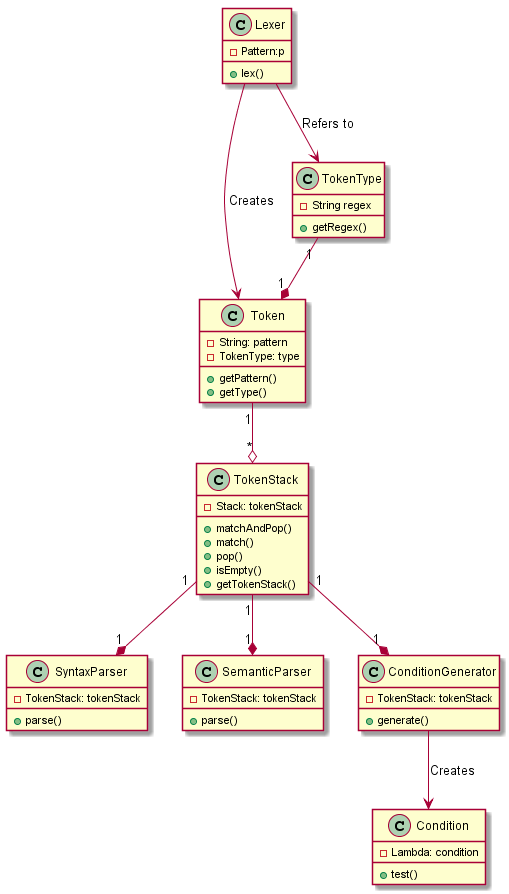 C Lexer
Pattern:p
lex()
Refers to
C TokenType
String regex
getRegex()
Creates
1
1
C Token
String: pattern
TokenType: type
getPattern()
getType()
1
*
C TokenStack
Stack: tokenStack
matchAndPop()
match()
pop()
isEmpty()
getTokenStack()
1 1 1
1 1 1
C SyntaxParser
TokenStack: tokenStack
parse()
C SemanticParser
TokenStack: tokenStack
parse()
C ConditionGenerator
TokenStack: tokenStack
generate()
Creates
C Condition
Lambda: condition
test()